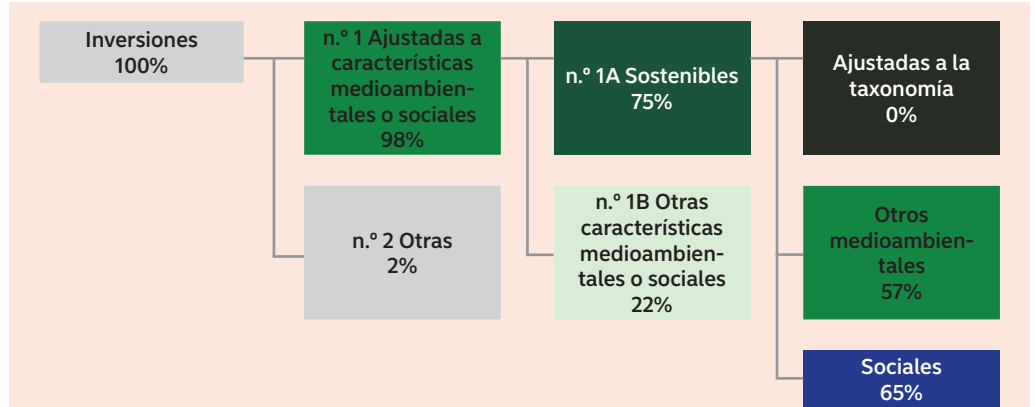 Inversiones
100%
n.º 1 Ajustadas a
características
medioambien-
tales o sociales
98%
n.º 1A Sostenibles
75%
Ajustadas a la
taxonomía
0%
n.º 2 Otras
2%
n.º 1B Otras
características
medioambien-
tales o sociales
22%
Otros
medioambien-
tales
57%
Sociales
65%